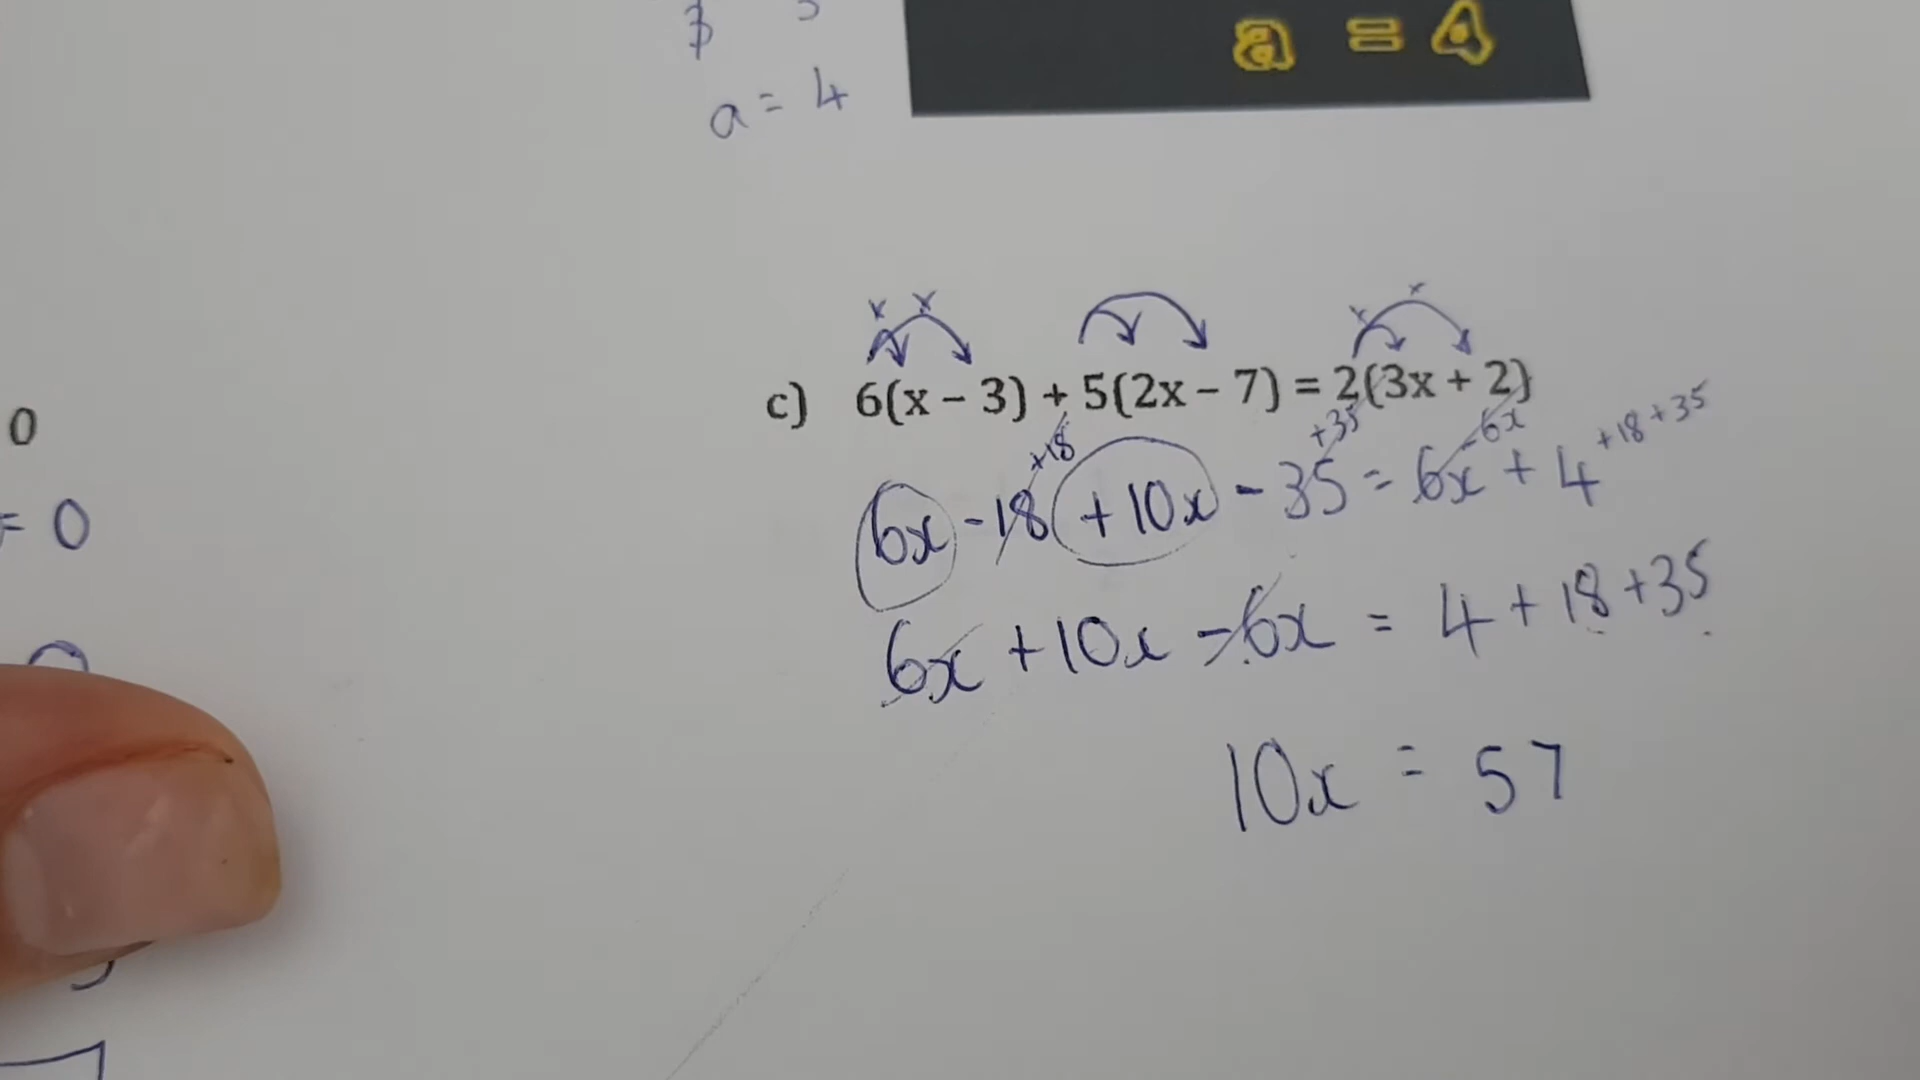 a = 4
a = 4
c) 6(x – 3) + 5(2x – 7) = 2(3x + 2)
0
+18 +35 -6x +18 +35
6x - 18 + 10x - 35 = 6x + 4
= 0
6x + 10x - 6x = 4 + 18 + 35
10x = 57